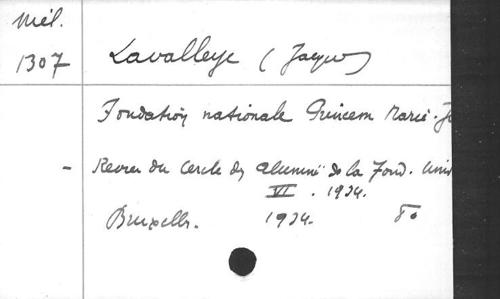 Mél.
1307
Lavalleye (Jacques)
Fondation nationale Princesse Marie-J
- Revue du Cercle des Alumni de la Fond. Univ
VI. 1934.
Bruxelles. 1934. 8o